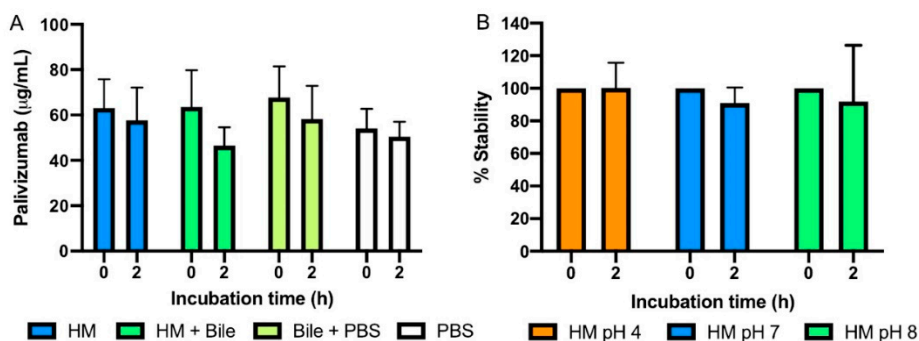 A
Palivizumab (μg/mL)
100
80
60
40
20
0
0 2 0 2 0 2 0 2
Incubation time (h)
HM HM + Bile Bile + PBS PBS
B
% Stability
140
120
100
80
60
40
20
0
0 2 0 2 0 2
Incubation time (h)
HM pH 4 HM pH 7 HM pH 8